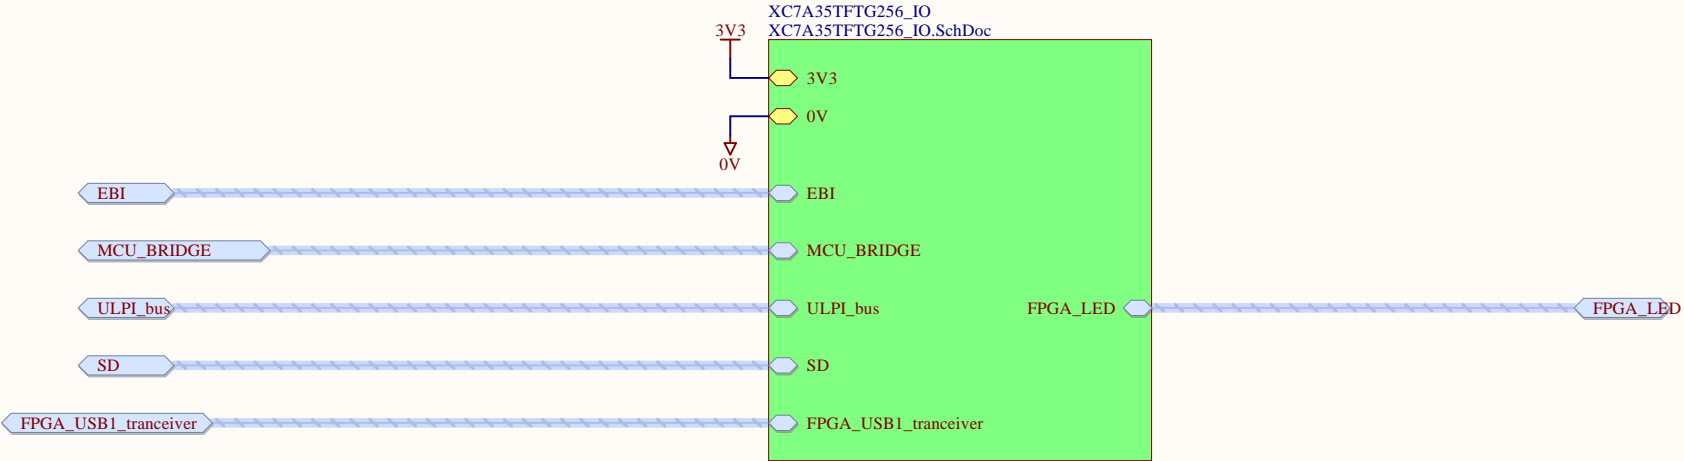 XC7A35TFTG256_IO
XC7A35TFTG256_IO.SchDoc
3V3
3V3
0V
0V
EBI
EBI
MCU_BRIDGE
MCU_BRIDGE
ULPI_bus
ULPI_bus
FPGA_LED
FPGA_LED
SD
SD
FPGA_USB1_tranceiver
FPGA_USB1_tranceiver